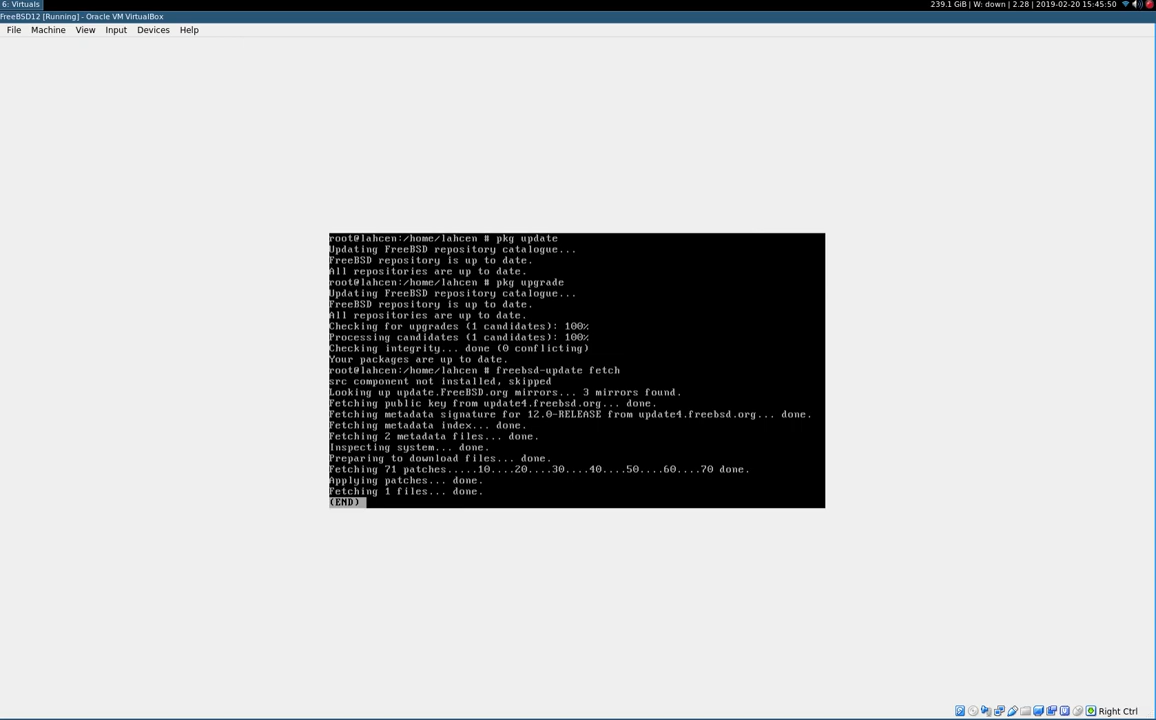 6: Virtuals
239.1 GiB | W: down | 2.28 | 2019-02-20 15:45:50
FreeBSD12 [Running] - Oracle VM VirtualBox
File Machine View Input Devices Help
root@lahcen:/home/lahcen # pkg update
Updating FreeBSD repository catalogue...
FreeBSD repository is up to date.
All repositories are up to date.
root@lahcen:/home/lahcen # pkg upgrade
Updating FreeBSD repository catalogue...
FreeBSD repository is up to date.
All repositories are up to date.
Checking for upgrades (1 candidates): 100%
Processing candidates (1 candidates): 100%
Checking integrity... done (0 conflicting)
Your packages are up to date.
root@lahcen:/home/lahcen # freebsd-update fetch
src component not installed, skipped
Looking up update.FreeBSD.org mirrors... 3 mirrors found.
Fetching public key from update4.freebsd.org... done.
Fetching metadata signature for 12.0-RELEASE from update4.freebsd.org... done.
Fetching metadata index... done.
Fetching 2 metadata files... done.
Inspecting system... done.
Preparing to download files... done.
Fetching 71 patches.....10....20....30....40....50....60....70 done.
Applying patches... done.
Fetching 1 files... done.
(END)
Right Ctrl